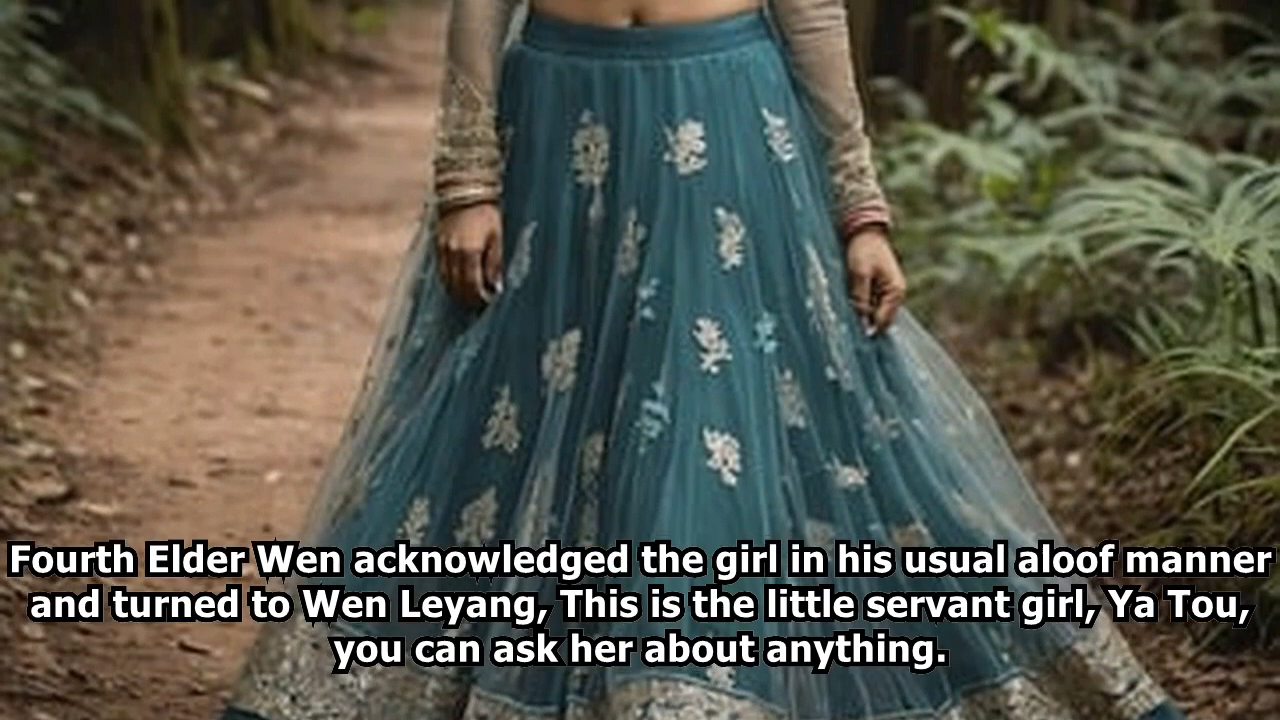 Fourth Elder Wen acknowledged the girl in his usual aloof manner
and turned to Wen Leyang, This is the little servant girl, Ya Tou,
you can ask her about anything.